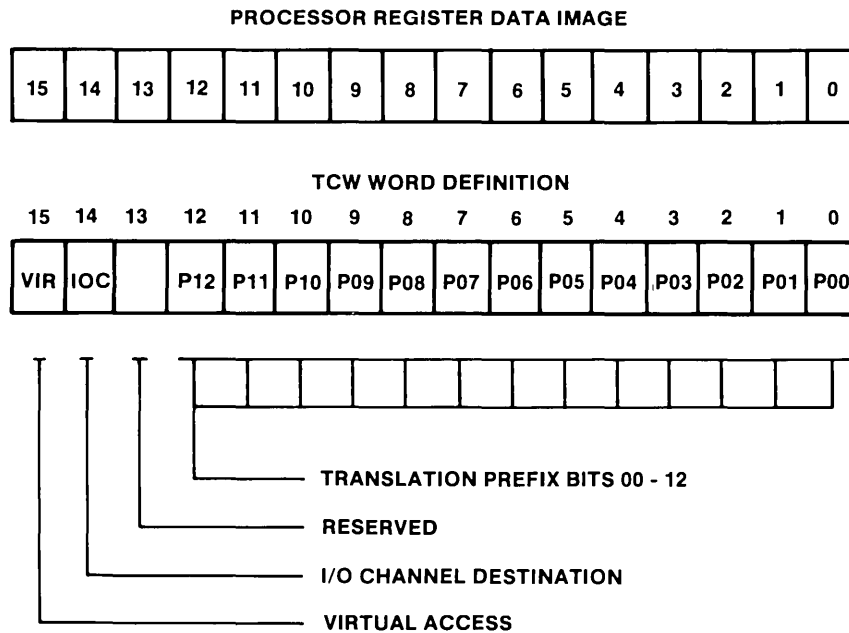 PROCESSOR REGISTER DATA IMAGE
15 14 13 12 11 10 9 8 7 6 5 4 3 2 1 0
TCW WORD DEFINITION
15 14 13 12 11 10 9 8 7 6 5 4 3 2 1 0
VIR IOC P12 P11 P10 P09 P08 P07 P06 P05 P04 P03 P02 P01 P00
TRANSLATION PREFIX BITS 00 - 12
RESERVED
I/O CHANNEL DESTINATION
VIRTUAL ACCESS